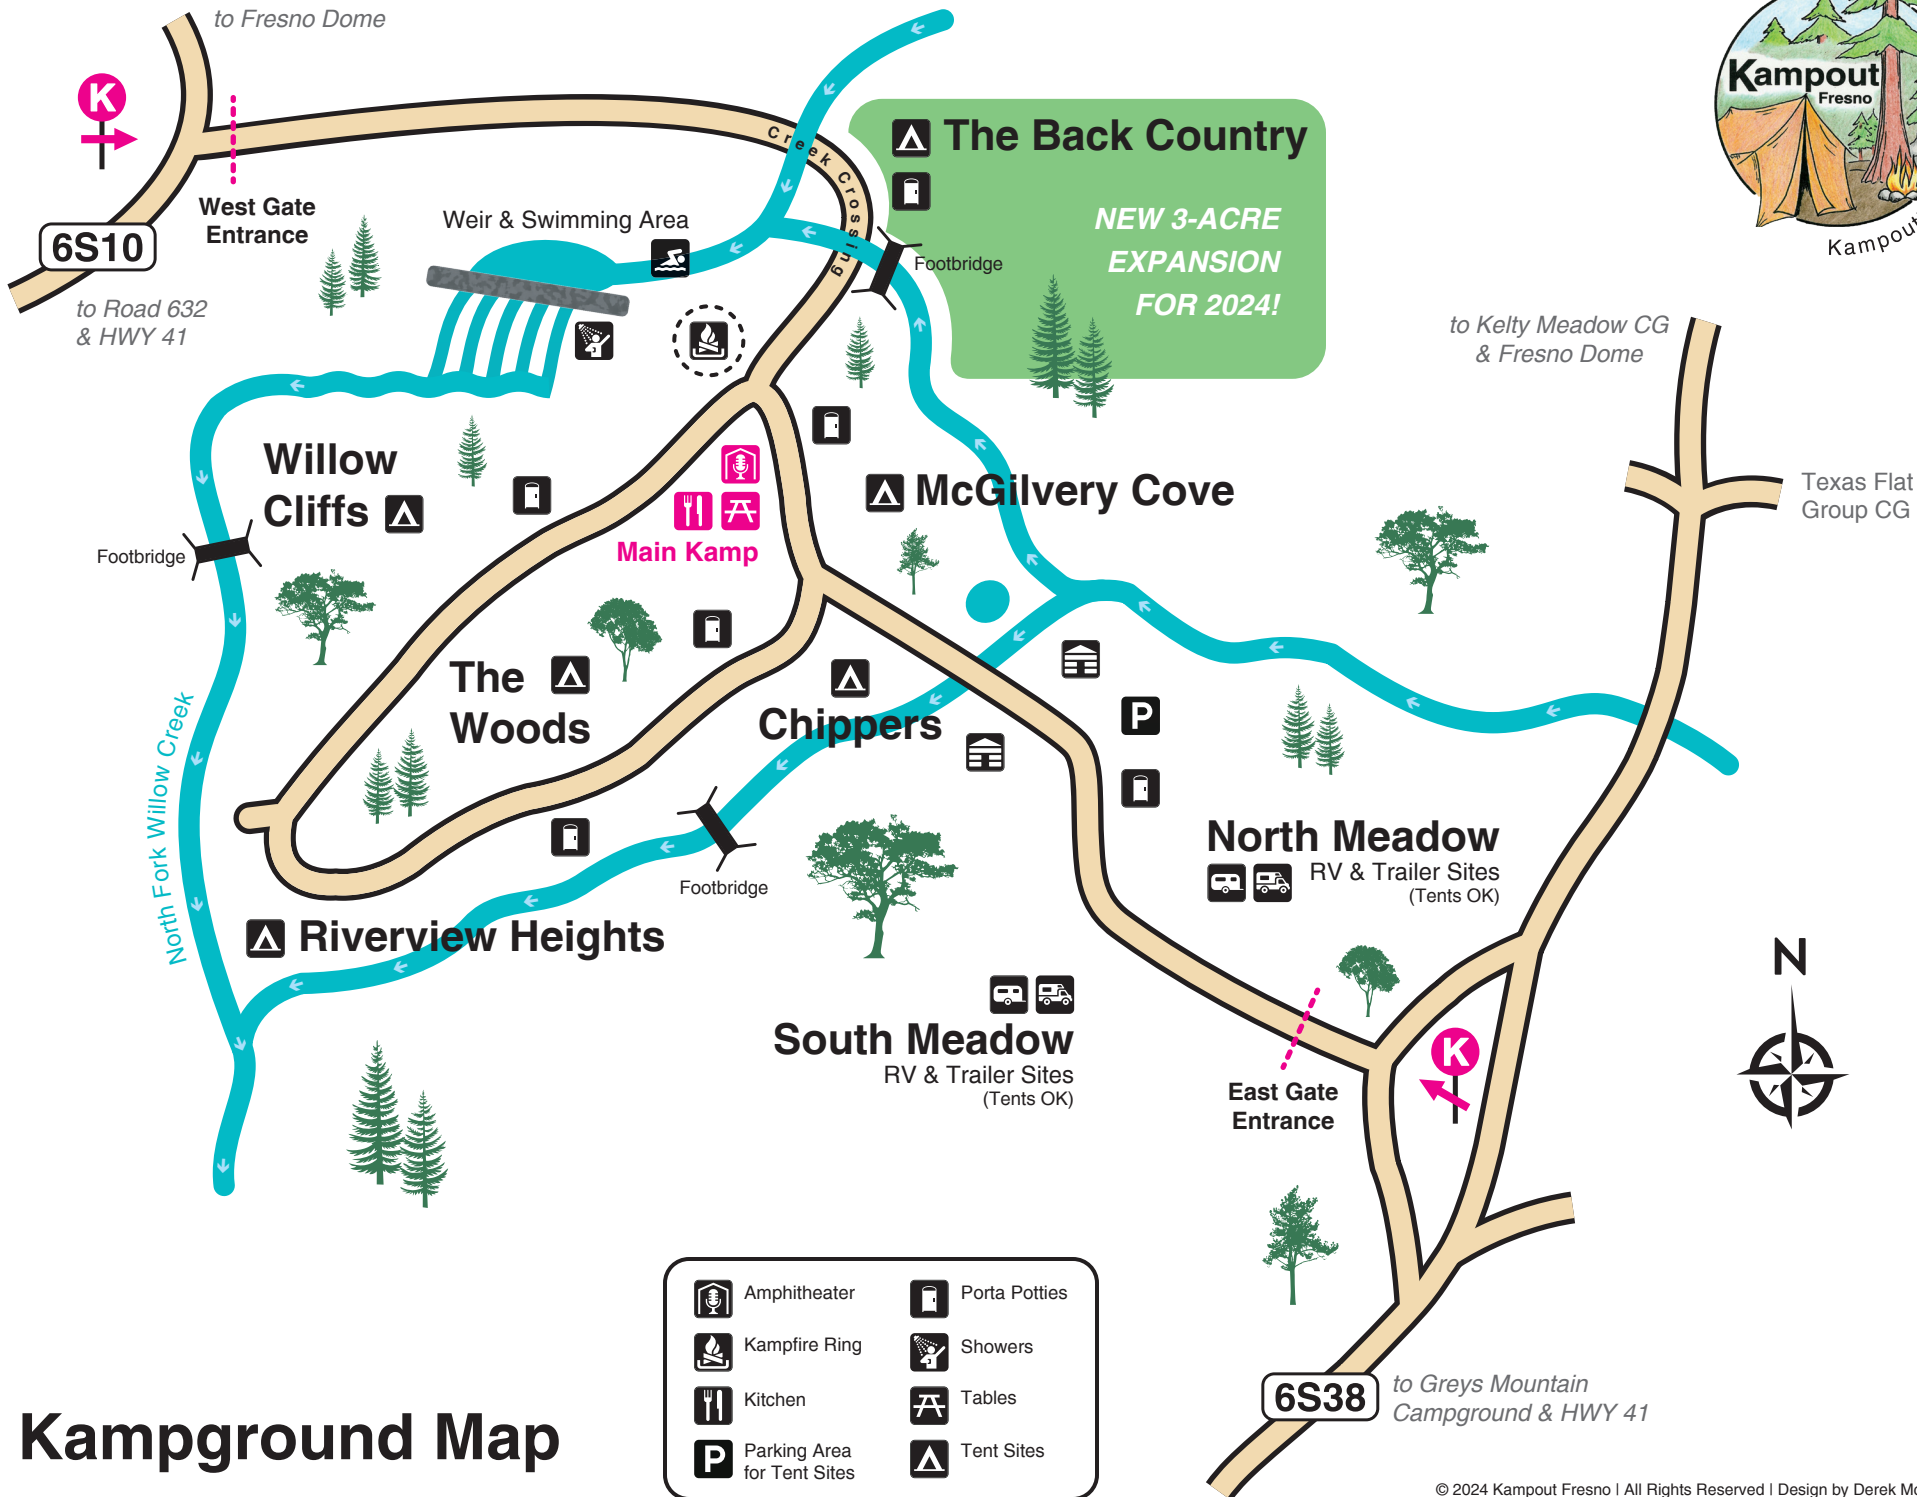 to Fresno Dome
K
West Gate
Entrance
6S10
to Road 632
& HWY 41
Creek Crossing
Weir & Swimming Area
The Back Country
NEW 3-ACRE
EXPANSION
FOR 2024!
Footbridge
Kampout
Fresno
Kampout
to Kelty Meadow CG
& Fresno Dome
Texas Flat
Group CG
Willow
Cliffs
Footbridge
Main Kamp
McGilvery Cove
The
Woods
Chippers
P
North Fork Willow Creek
Footbridge
Riverview Heights
North Meadow
RV & Trailer Sites
(Tents OK)
South Meadow
RV & Trailer Sites
(Tents OK)
East Gate
Entrance
K
N
6S38
to Greys Mountain
Campground & HWY 41
Amphitheater
Kampfire Ring
Kitchen
P
Parking Area
for Tent Sites
Porta Potties
Showers
Tables
Tent Sites
Kampground Map
© 2024 Kampout Fresno | All Rights Reserved | Design by Derek